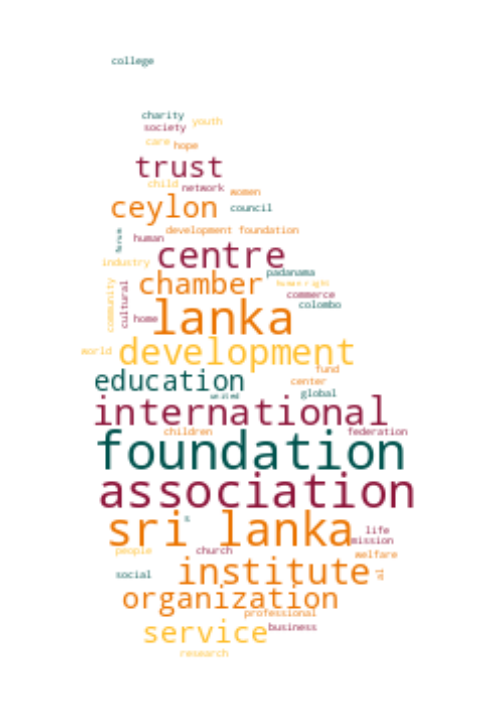 college
charity
youth
society
care hope
trust
child network women
ceylon council
development foundation
forum human
centre
industry
padanama
chamber human right
commerce
community cultural
colombo
home lanka
world development
fund
education center
united global
international
children federation
foundation
association
s
sri lanka life
mission
people church welfare
institute al
social
organization
professional
service business
research